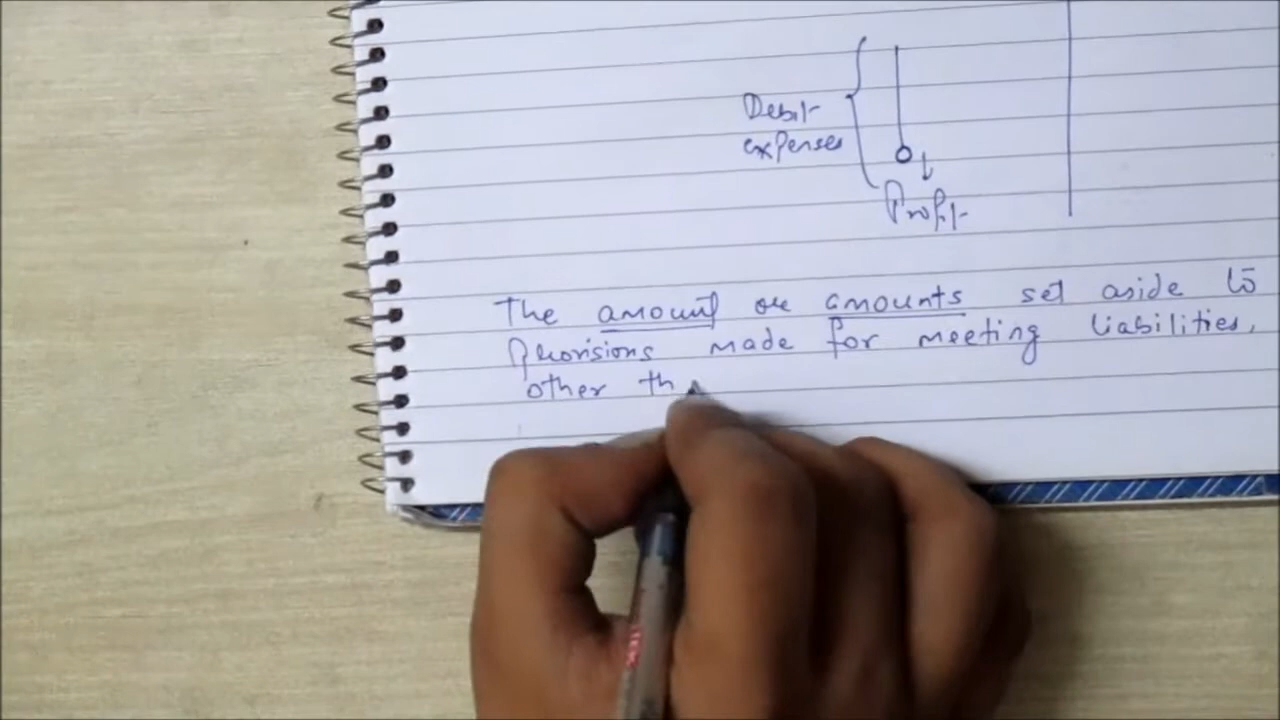 Debit
expenses
Profit
The amount or amounts set aside to
Provisions made for meeting liabilities,
other th